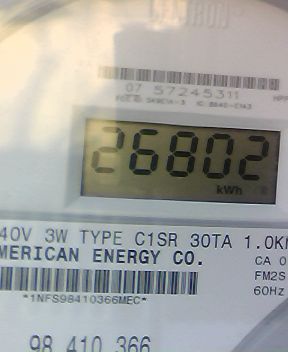 07 57245311
26802
kWh
40V 3W TYPE C1SR 30TA 1.0K
MERICAN ENERGY CO.
CA 0
FM2S
60Hz
*1NFS98410366MEC*
98 410 366